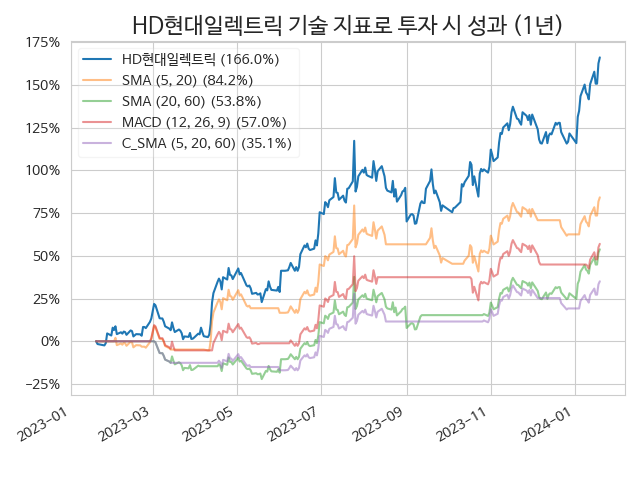 HD현대일렉트릭 기술 지표로 투자 시 성과 (1년)
175%
150%
125%
100%
75%
50%
25%
0%
−25%
HD현대일렉트릭 (166.0%)
SMA (5, 20) (84.2%)
SMA (20, 60) (53.8%)
MACD (12, 26, 9) (57.0%)
C_SMA (5, 20, 60) (35.1%)
2023−01
2023−03
2023−05
2023−07
2023−09
2023−11
2024−01